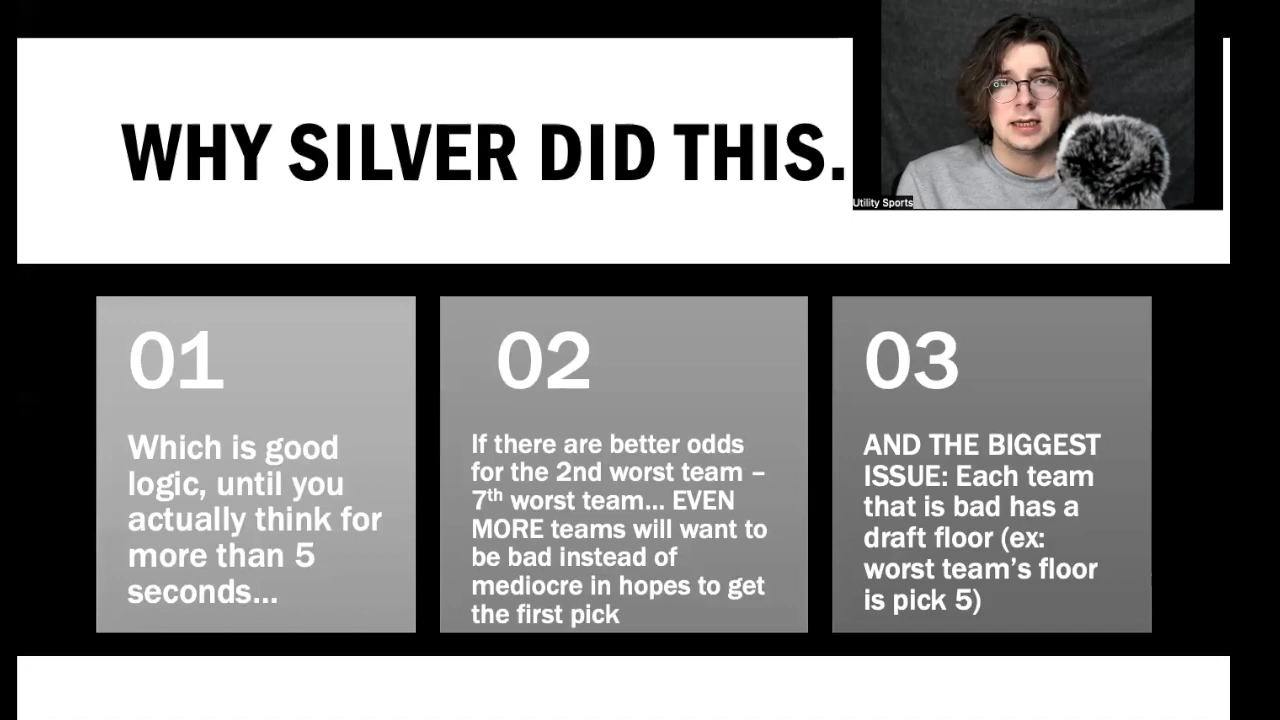 WHY SILVER DID THIS.
Utility Sports
01
Which is good
logic, until you
actually think for
more than 5
seconds...
02
If there are better odds
for the 2nd worst team –
7th worst team... EVEN
MORE teams will want to
be bad instead of
mediocre in hopes to get
the first pick
03
AND THE BIGGEST
ISSUE: Each team
that is bad has a
draft floor (ex:
worst team's floor
is pick 5)